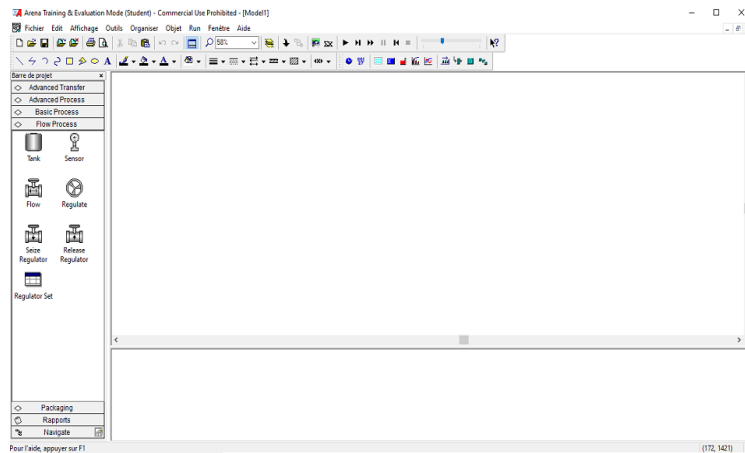 Arena Training & Evaluation Mode (Student) - Commercial Use Prohibited - [Model1]
Fichier Edit Affichage Outils Organiser Objet Run Fenêtre Aide
58%
Barre de projet
Advanced Transfer
Advanced Process
Basic Process
Flow Process
Tank Sensor
Flow Regulate
Seize Regulator Release Regulator
Regulator Set
Packaging
Rapports
Navigate
Pour l'aide, appuyer sur F1 (172, 1421)